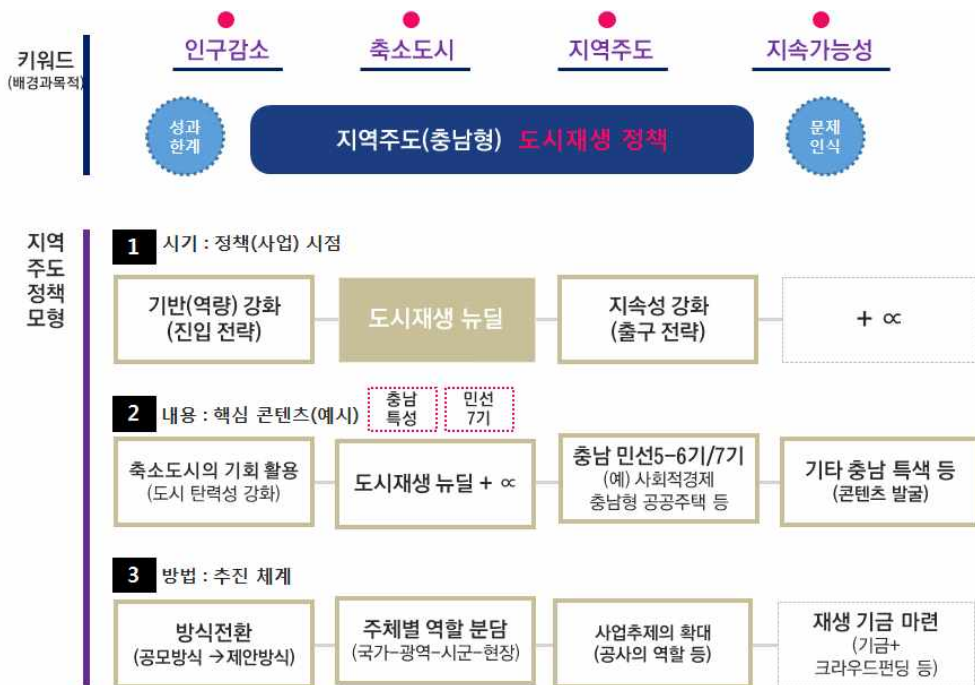 키워드
(배경과목적)
인구감소
축소도시
지역주도
지속가능성
성과
한계
지역주도(충남형) 도시재생 정책
문제
인식
지역
주도
정책
모형
1 시기 : 정책(사업) 시점
기반(역량) 강화
(진입 전략)
도시재생 뉴딜
지속성 강화
(출구 전략)
+ ∝
2 내용 : 핵심 콘텐츠(예시)
충남
특성
민선
7기
축소도시의 기회 활용
(도시 탄력성 강화)
도시재생 뉴딜 + ∝
충남 민선5-6기/7기
(예) 사회적경제
충남형 공공주택 등
기타 충남 특색 등
(콘텐츠 발굴)
3 방법 : 추진 체계
방식전환
(공모방식 →제안방식)
주체별 역할 분담
(국가-광역-시군-현장)
사업추제의 확대
(공사의 역할 등)
재생 기금 마련
(기금+
크라우드펀딩 등)